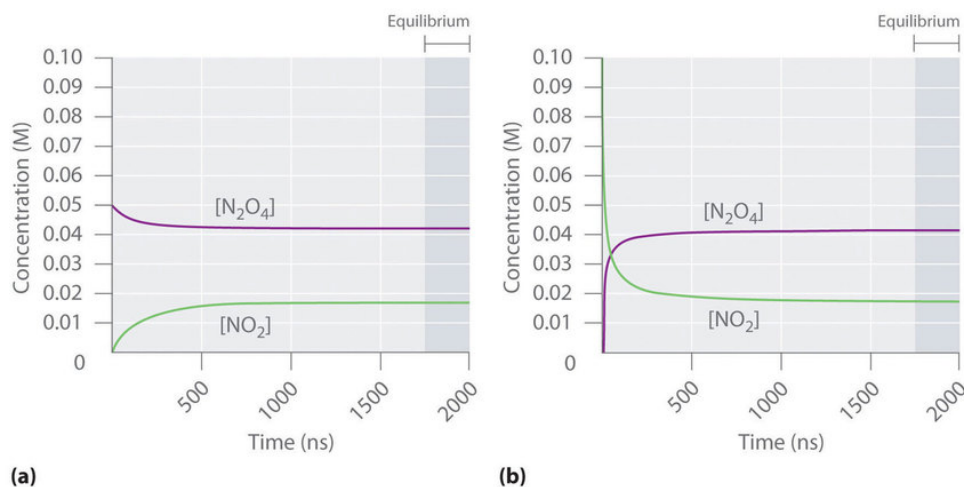 Equilibrium
0.10
0.09
0.08
0.07
0.06
0.05
0.04
0.03
0.02
0.01
0
Concentration (M)
[N₂O₄]
[NO₂]
500
1000
1500
2000
Time (ns)
(a)
Equilibrium
0.10
0.09
0.08
0.07
0.06
0.05
0.04
0.03
0.02
0.01
0
Concentration (M)
[N₂O₄]
[NO₂]
500
1000
1500
2000
Time (ns)
(b)